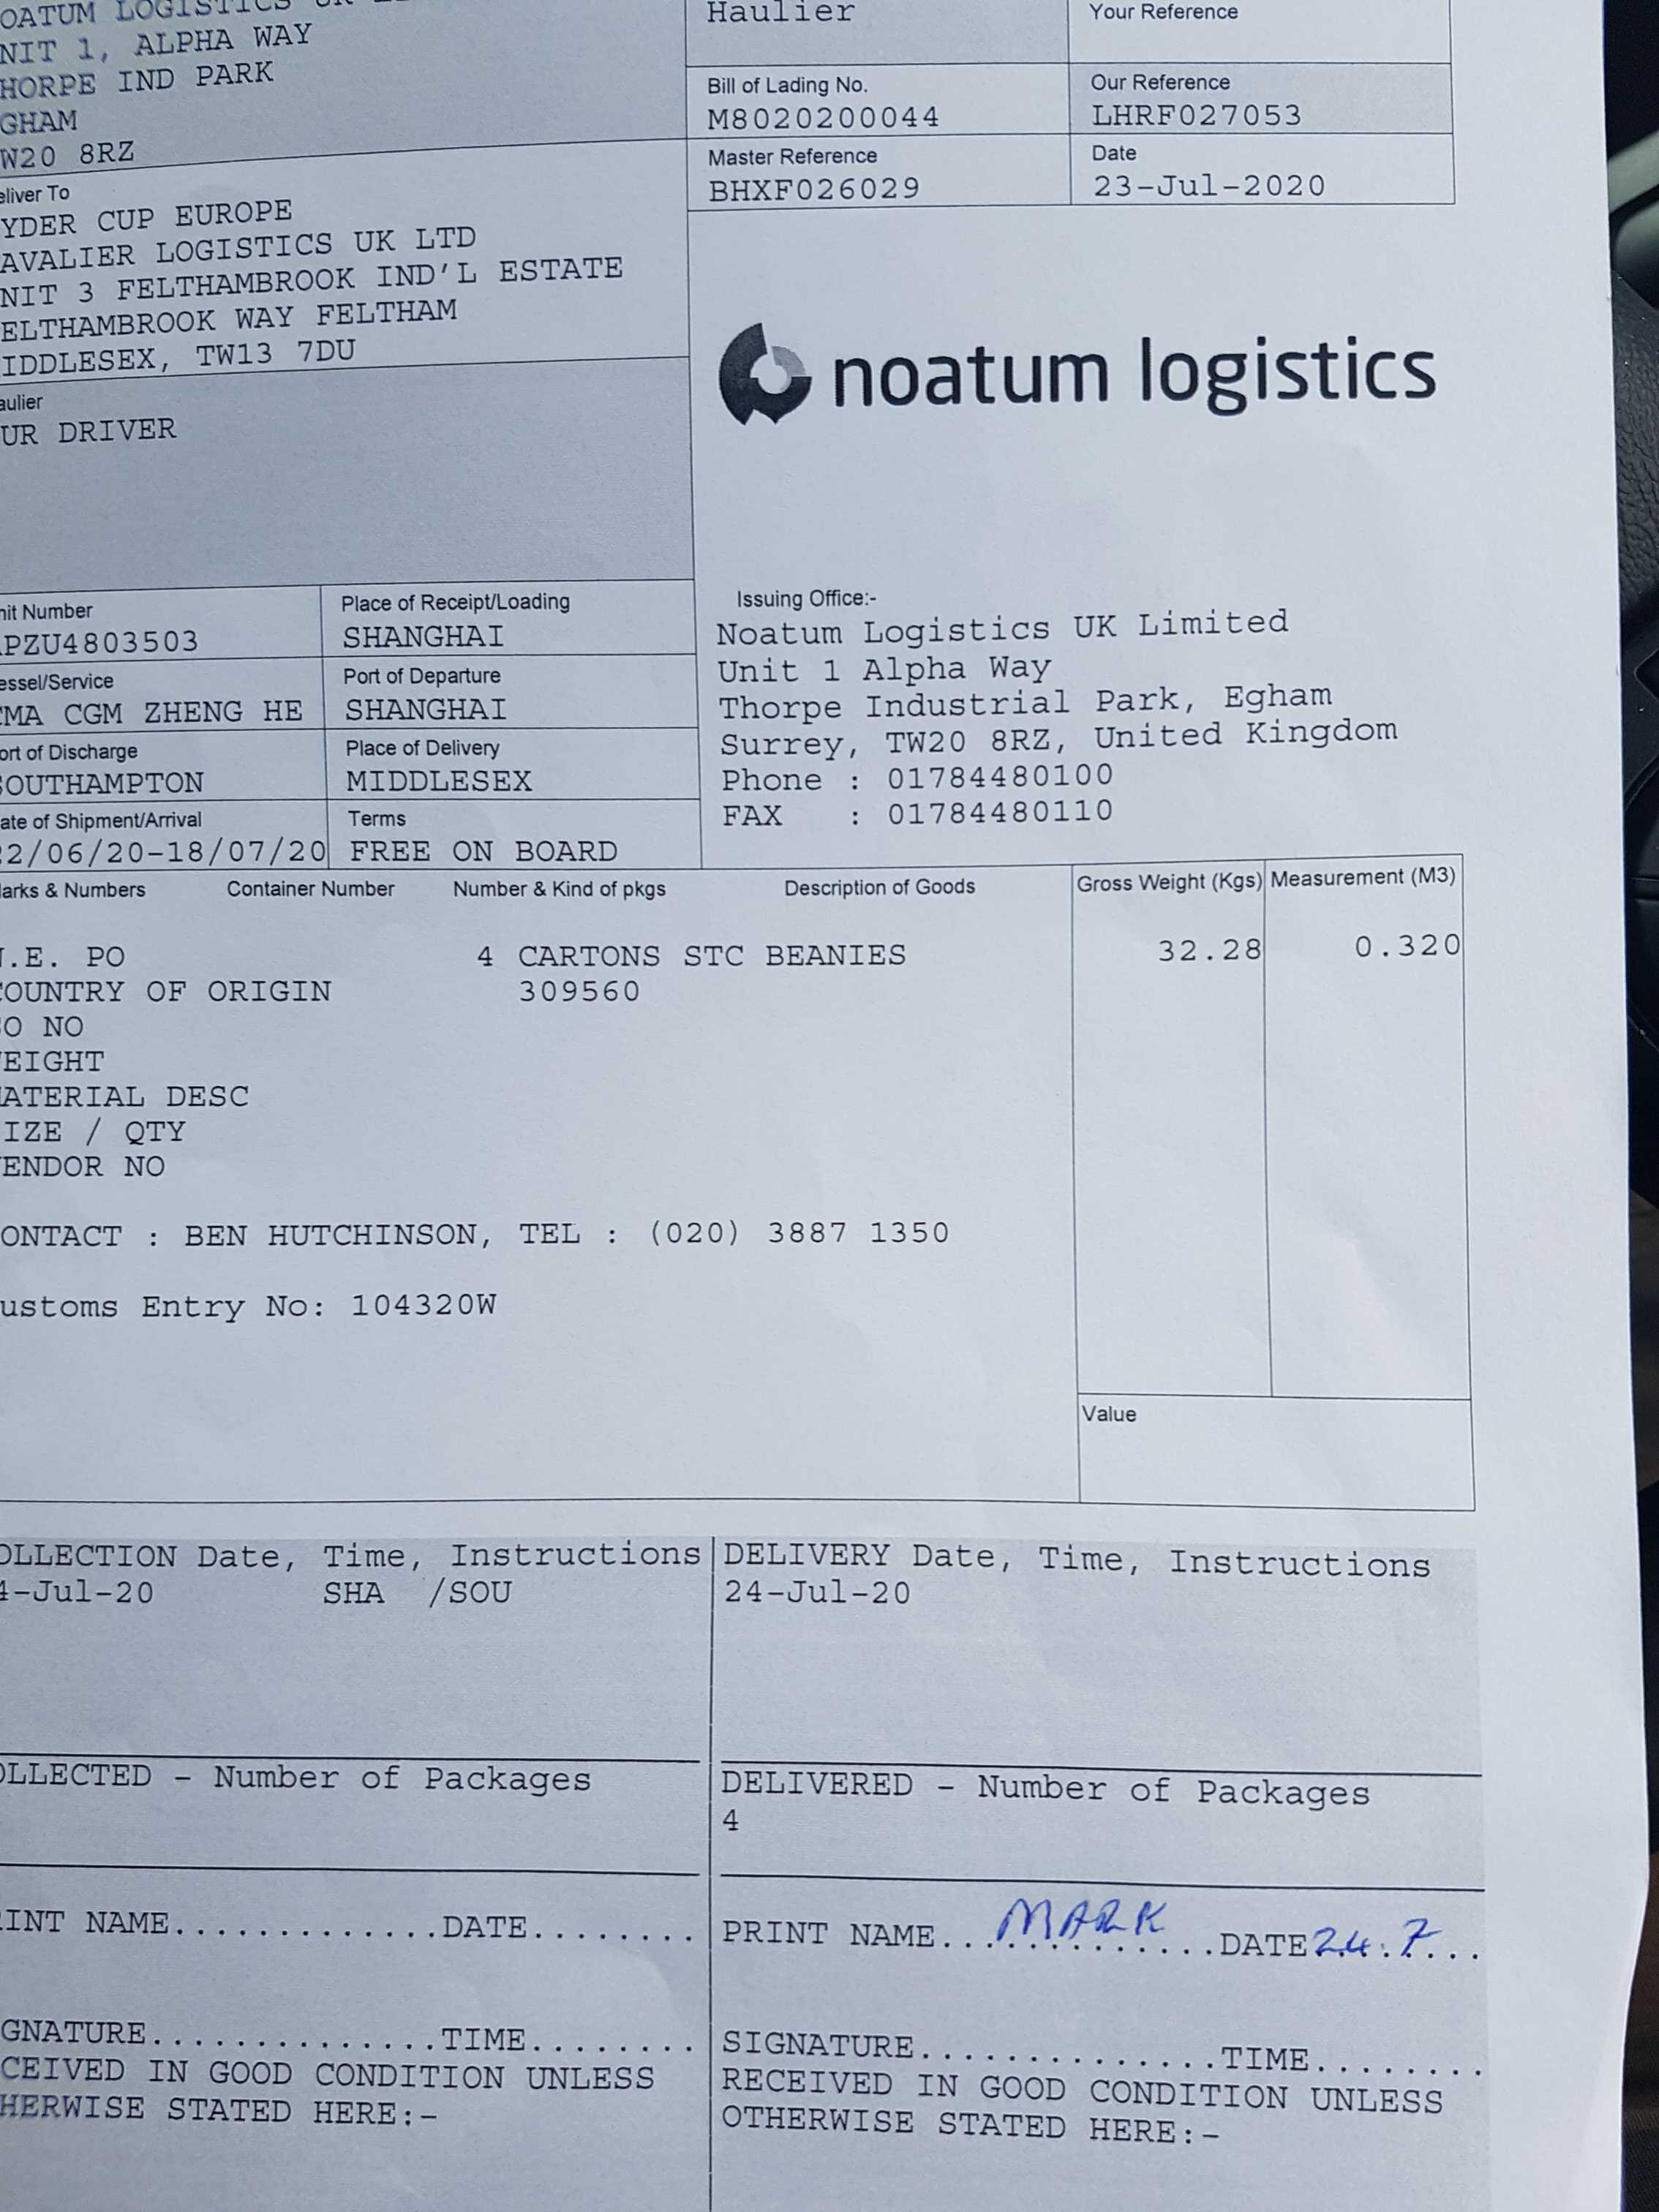 OATUM LOGISTICS UK
NIT 1, ALPHA WAY
HORPE IND PARK
GHAM
W20 8RZ
Haulier
Your Reference
Bill of Lading No.
M8020200044
Our Reference
LHRF027053
Master Reference
BHXF026029
Date
23-Jul-2020
eliver To
YDER CUP EUROPE
AVALIER LOGISTICS UK LTD
NIT 3 FELTHAMBROOK IND'L ESTATE
ELTHAMBROOK WAY FELTHAM
IDDLESEX, TW13 7DU
aulier
UR DRIVER
noatum logistics
nit Number
PZU4803503
Place of Receipt/Loading
SHANGHAI
essel/Service
CMA CGM ZHENG HE
Port of Departure
SHANGHAI
ort of Discharge
SOUTHAMPTON
Place of Delivery
MIDDLESEX
ate of Shipment/Arrival
22/06/20-18/07/20
Terms
FREE ON BOARD
Issuing Office:-
Noatum Logistics UK Limited
Unit 1 Alpha Way
Thorpe Industrial Park, Egham
Surrey, TW20 8RZ, United Kingdom
Phone : 01784480100
FAX : 01784480110
arks & Numbers Container Number Number & Kind of pkgs Description of Goods Gross Weight (Kgs) Measurement (M3)
.E. PO 4 CARTONS STC BEANIES 32.28 0.320
COUNTRY OF ORIGIN 309560
O NO
EIGHT
MATERIAL DESC
IZE / QTY
VENDOR NO
ONTACT : BEN HUTCHINSON, TEL : (020) 3887 1350
ustoms Entry No: 104320W
Value
OLLECTION Date, Time, Instructions
4-Jul-20 SHA /SOU
DELIVERY Date, Time, Instructions
24-Jul-20
OLLECTED - Number of Packages
DELIVERED - Number of Packages
4
RINT NAME.............DATE........
PRINT NAME...MARK...DATE 24.7...
GNATURE..............TIME........
CEIVED IN GOOD CONDITION UNLESS
HERWISE STATED HERE:-
SIGNATURE..............TIME........
RECEIVED IN GOOD CONDITION UNLESS
OTHERWISE STATED HERE:-